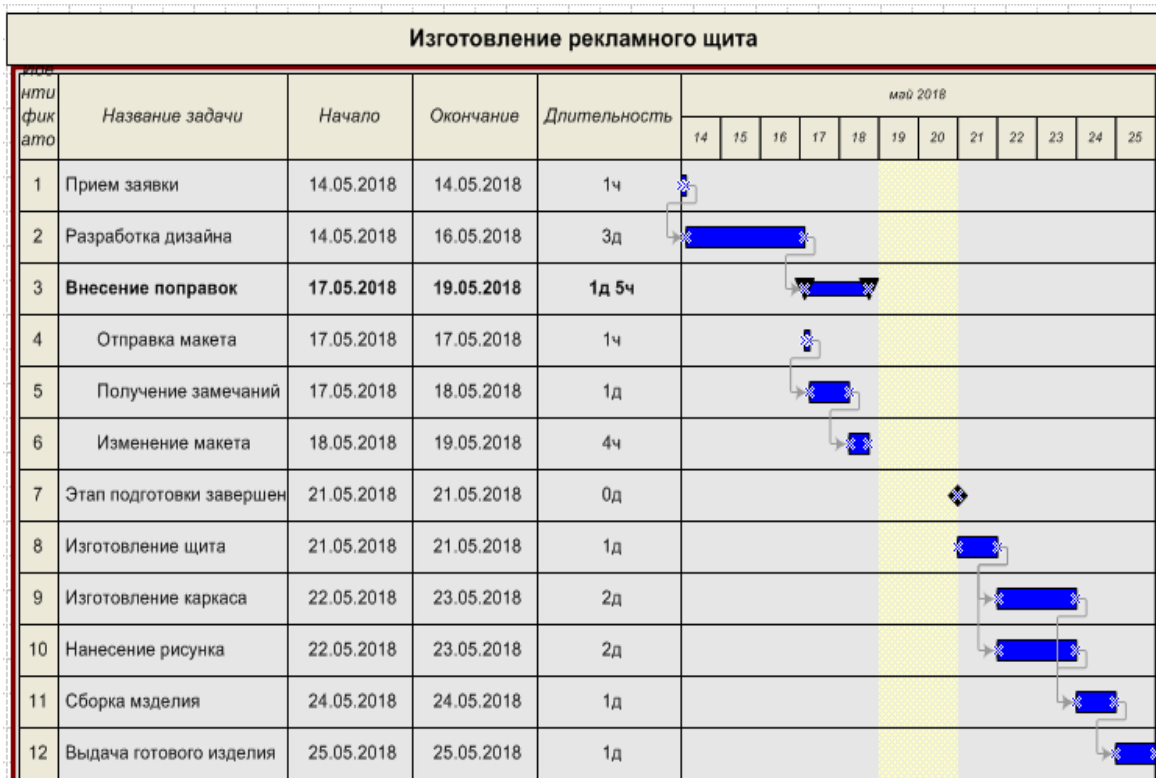 Изготовление рекламного щита
Иде
нти
фик
ато
Название задачи
Начало
Окончание
Длительность
май 2018
14 15 16 17 18 19 20 21 22 23 24 25
1 Прием заявки 14.05.2018 14.05.2018 1ч
2 Разработка дизайна 14.05.2018 16.05.2018 3д
3 Внесение поправок 17.05.2018 19.05.2018 1д 5ч
4 Отправка макета 17.05.2018 17.05.2018 1ч
5 Получение замечаний 17.05.2018 18.05.2018 1д
6 Изменение макета 18.05.2018 19.05.2018 4ч
7 Этап подготовки завершен 21.05.2018 21.05.2018 0д
8 Изготовление щита 21.05.2018 21.05.2018 1д
9 Изготовление каркаса 22.05.2018 23.05.2018 2д
10 Нанесение рисунка 22.05.2018 23.05.2018 2д
11 Сборка мзделия 24.05.2018 24.05.2018 1д
12 Выдача готового изделия 25.05.2018 25.05.2018 1д